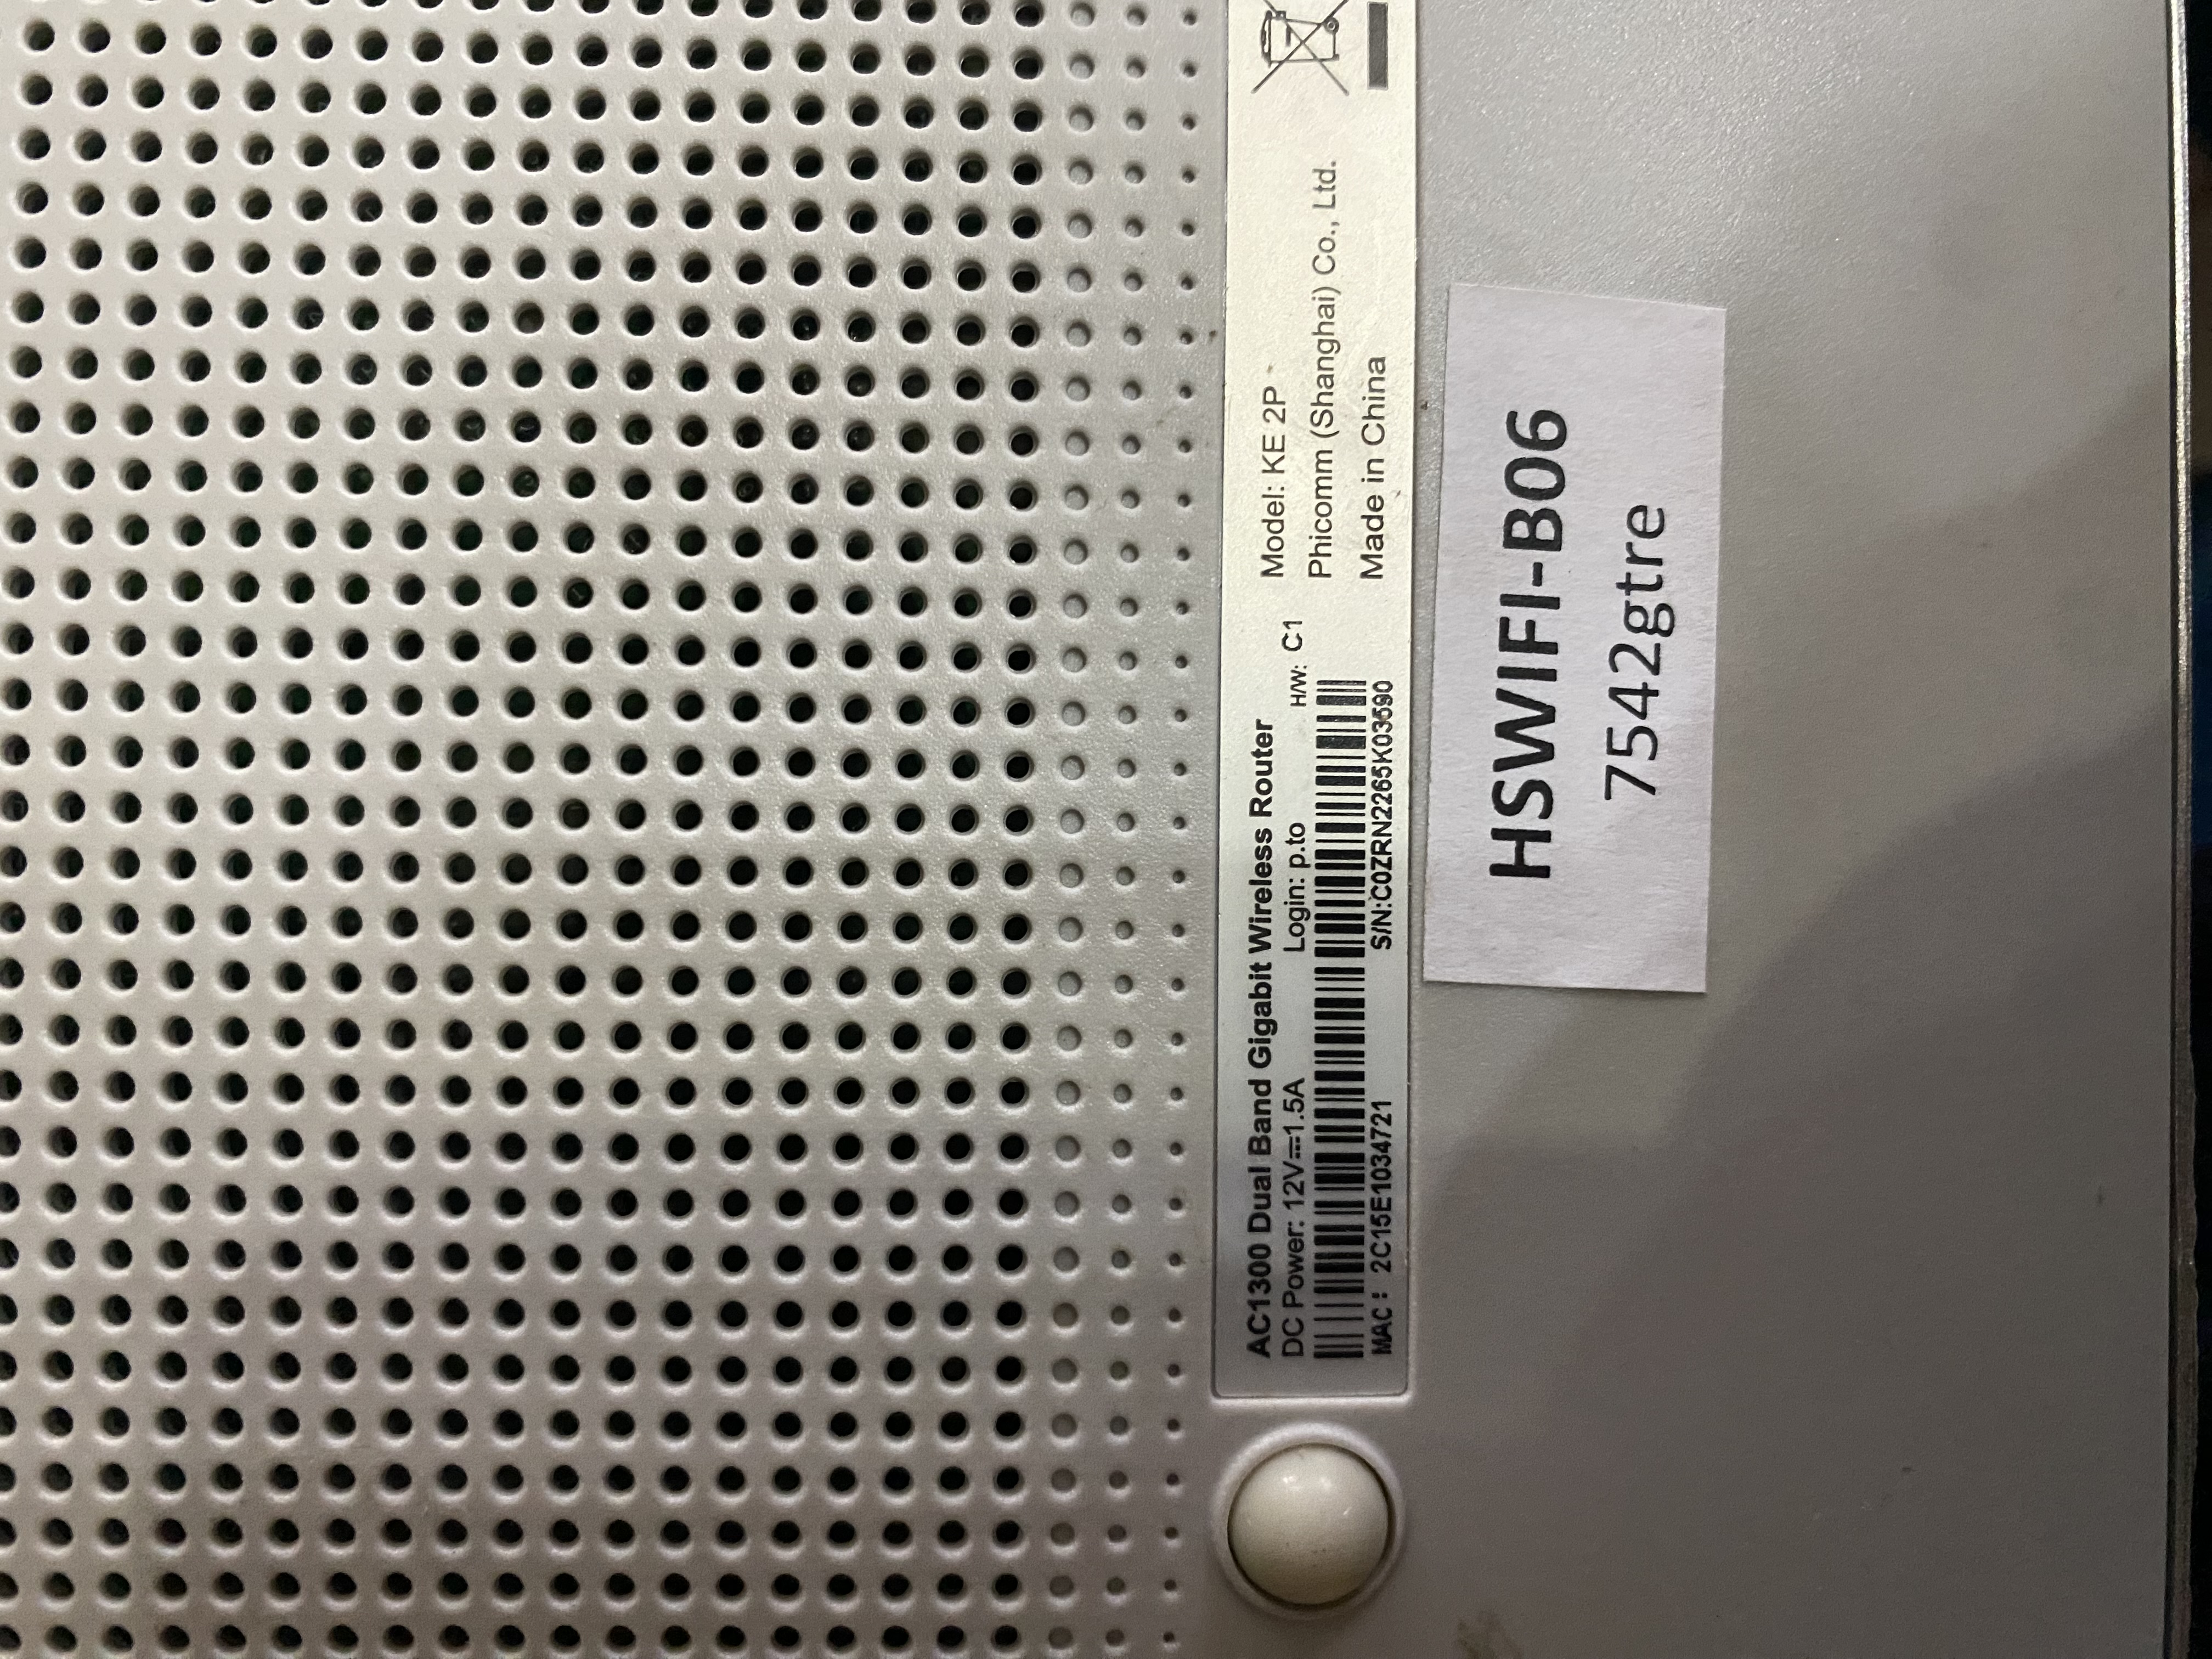 AC1300 Dual Band Gigabit Wireless Router
DC Power: 12V⎓1.5A Login: p.to H/W: C1
MAC: 2C15E1034721 S/N:C0ZRN2265K03590
Model: KE 2P
Phicomm (Shanghai) Co., Ltd.
Made in China
HSWIFI-B06
7542gtre